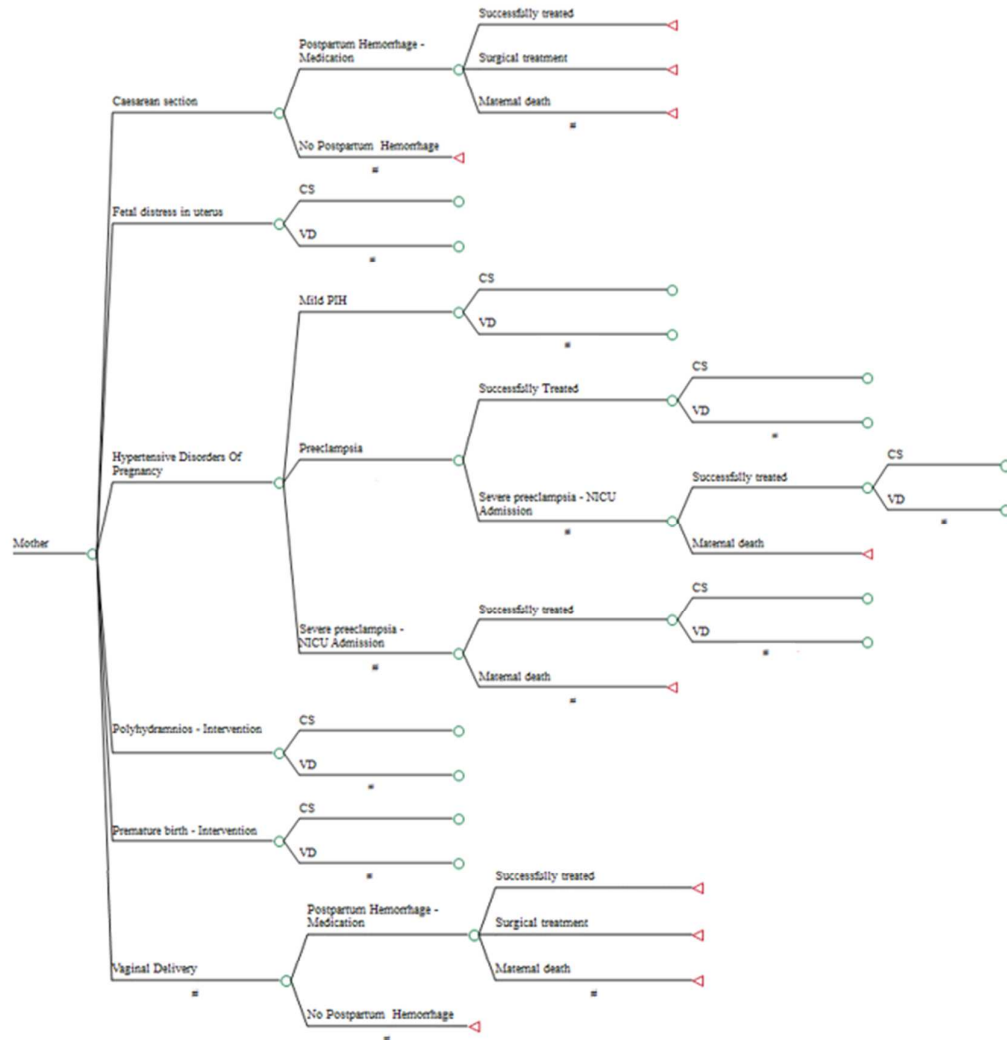 Successfully treated
Postpartum Hemorrhage -
Medication
Surgical treatment
Caesarean section
Maternal death
#
No Postpartum Hemorrhage
#
CS
Fetal distress in uterus
VD
#
CS
Mild PIH
VD
#
CS
Successfully Treated
VD
#
Hypertensive Disorders Of
Pregnancy
Preeclampsia
CS
Successfully treated
VD
#
Severe preeclampsia - NICU
Admission
#
Mother
Maternal death
CS
Successfully treated
VD
#
Severe preeclampsia -
NICU Admission
#
Maternal death
#
CS
Polyhydramnios - Intervention
VD
#
CS
Premature birth - Intervention
VD
#
Successfully treated
Postpartum Hemorrhage -
Medication
Surgical treatment
Vaginal Delivery
#
Maternal death
#
No Postpartum Hemorrhage
#